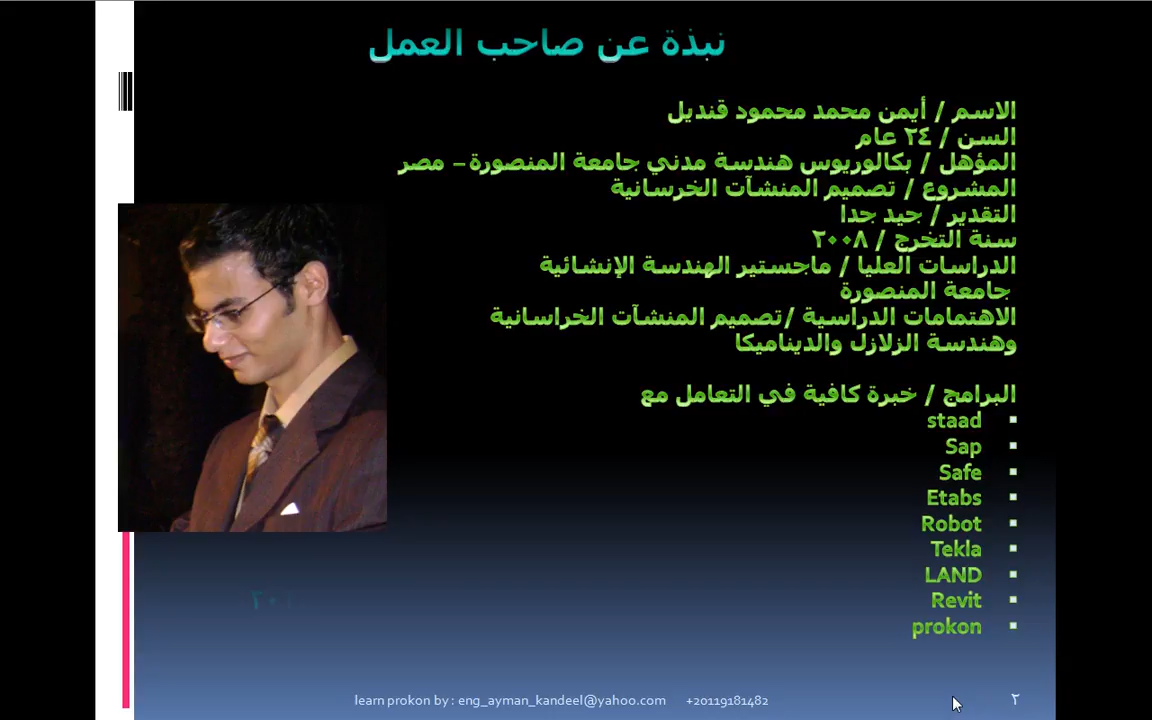 نبذة عن صاحب العمل
الاسم / أيمن محمد محمود قنديل
السن / ٢٤ عام
المؤهل / بكالوريوس هندسة مدني جامعة المنصورة – مصر
المشروع / تصميم المنشآت الخرسانية
التقدير / جيد جدا
سنة التخرج / ٢٠٠٨
الدراسات العليا / ماجستير الهندسة الإنشائية
جامعة المنصورة
الاهتمامات الدراسية /تصميم المنشآت الخراسانية
وهندسة الزلازل والديناميكا
البرامج / خبرة كافية في التعامل مع
staad
Sap
Safe
Etabs
Robot
Tekla
LAND
Revit
prokon
learn prokon by : eng_ayman_kandeel@yahoo.com +20119181482
٢